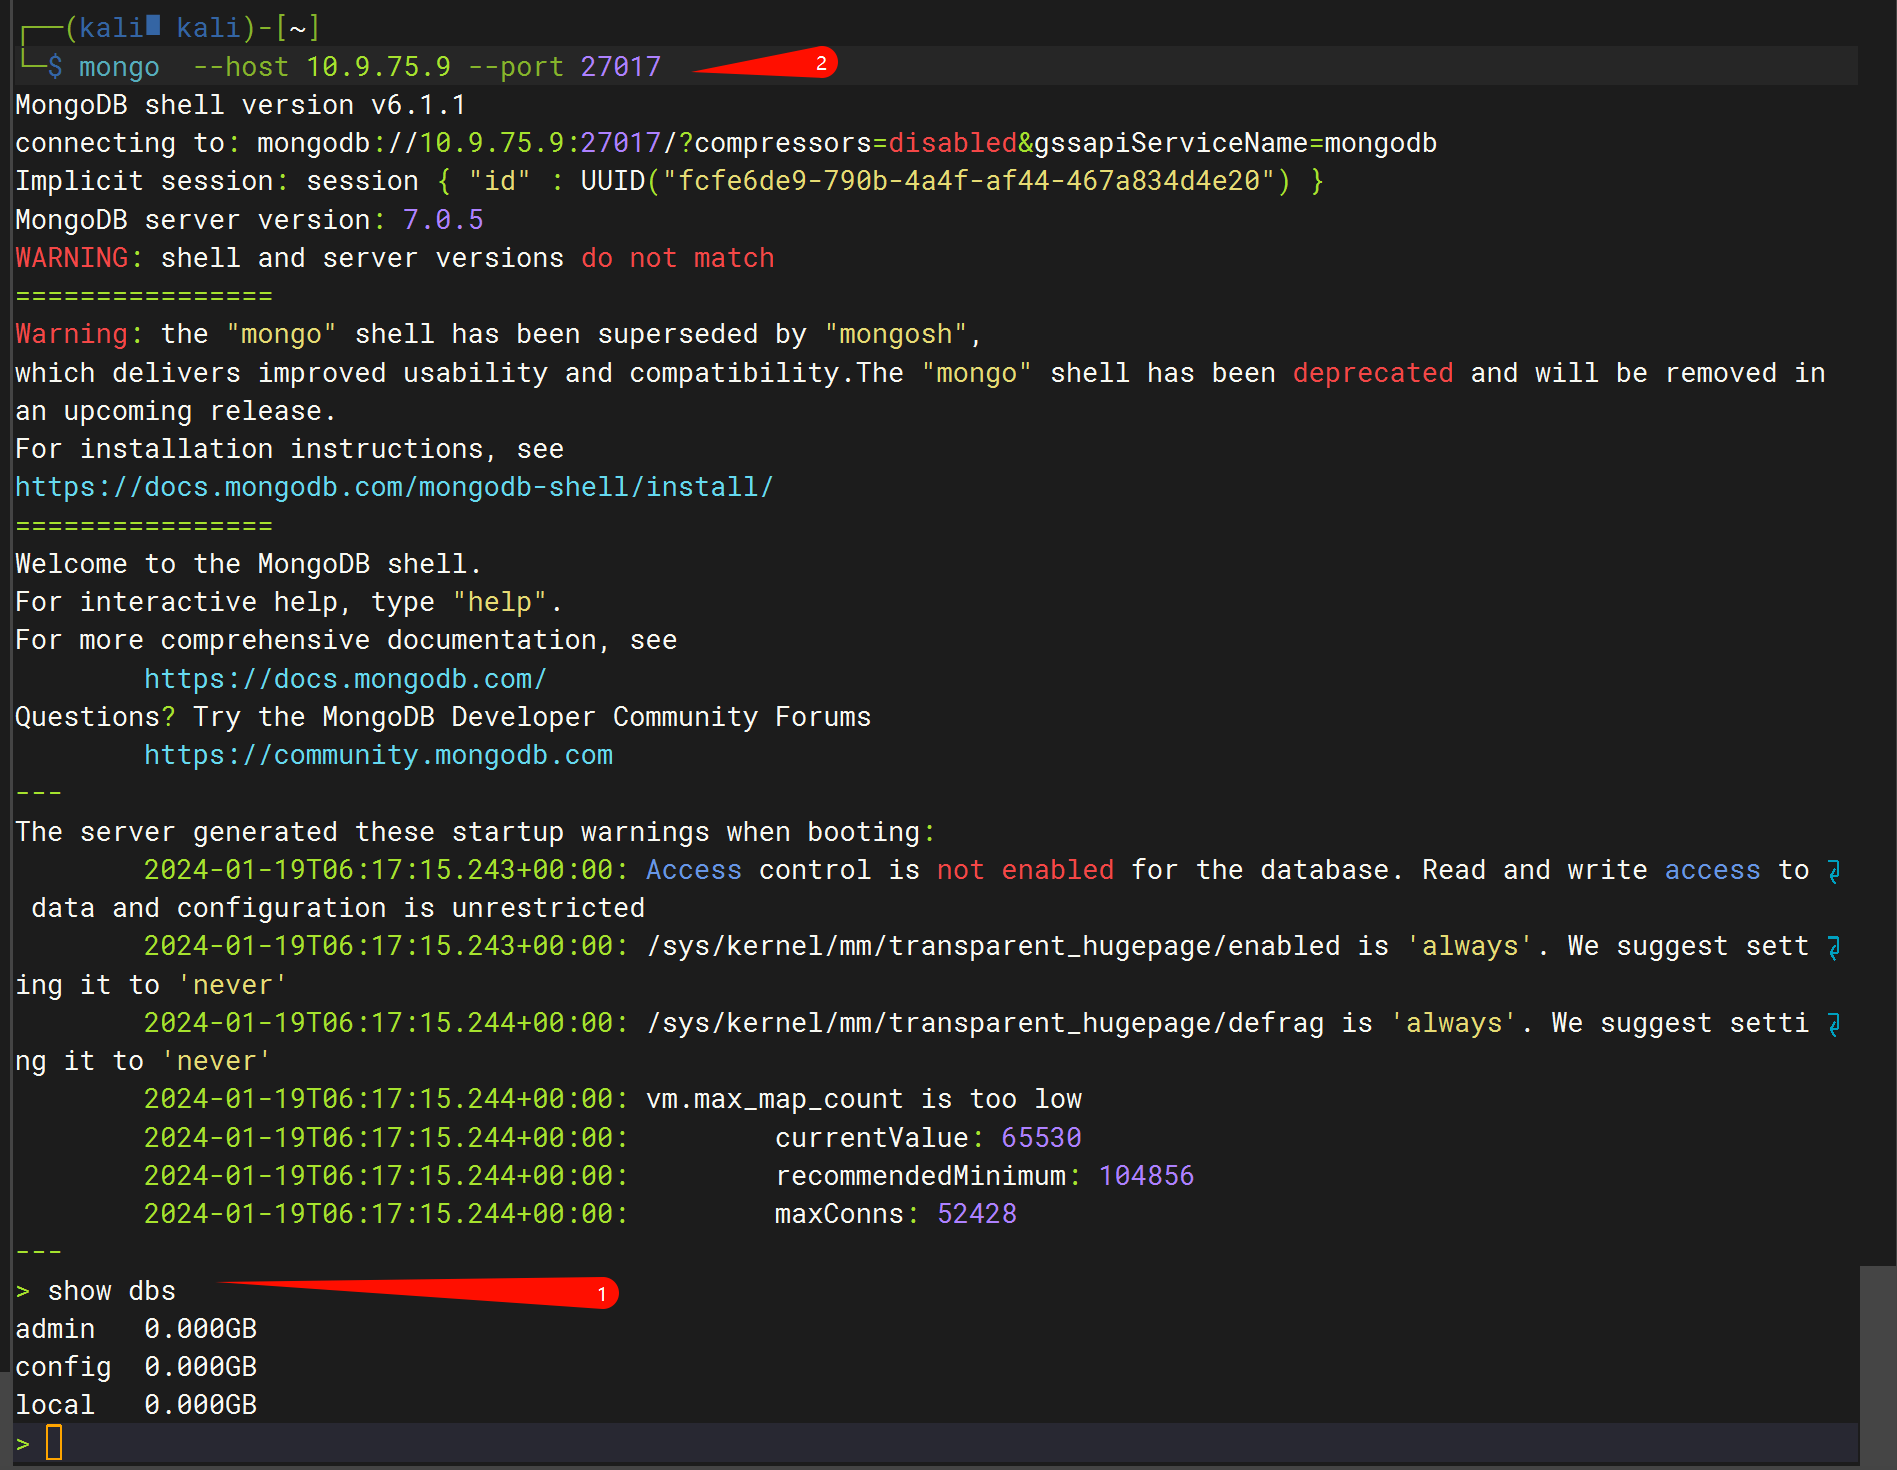 ┌──(kali kali)-[~]
└─$ mongo  --host 10.9.75.9 --port 27017 2
MongoDB shell version v6.1.1
connecting to: mongodb://10.9.75.9:27017/?compressors=disabled&gssapiServiceName=mongodb
Implicit session: session { "id" : UUID("fcfe6de9-790b-4a4f-af44-467a834d4e20") }
MongoDB server version: 7.0.5
WARNING: shell and server versions do not match
================
Warning: the "mongo" shell has been superseded by "mongosh",
which delivers improved usability and compatibility.The "mongo" shell has been deprecated and will be removed in
an upcoming release.
For installation instructions, see
https://docs.mongodb.com/mongodb-shell/install/
================
Welcome to the MongoDB shell.
For interactive help, type "help".
For more comprehensive documentation, see
        https://docs.mongodb.com/
Questions? Try the MongoDB Developer Community Forums
        https://community.mongodb.com
---
The server generated these startup warnings when booting:
        2024-01-19T06:17:15.243+00:00: Access control is not enabled for the database. Read and write access to
 data and configuration is unrestricted
        2024-01-19T06:17:15.243+00:00: /sys/kernel/mm/transparent_hugepage/enabled is 'always'. We suggest sett
ing it to 'never'
        2024-01-19T06:17:15.244+00:00: /sys/kernel/mm/transparent_hugepage/defrag is 'always'. We suggest setti
ng it to 'never'
        2024-01-19T06:17:15.244+00:00: vm.max_map_count is too low
        2024-01-19T06:17:15.244+00:00:         currentValue: 65530
        2024-01-19T06:17:15.244+00:00:         recommendedMinimum: 104856
        2024-01-19T06:17:15.244+00:00:         maxConns: 52428
---
> show dbs 1
admin   0.000GB
config  0.000GB
local   0.000GB
>